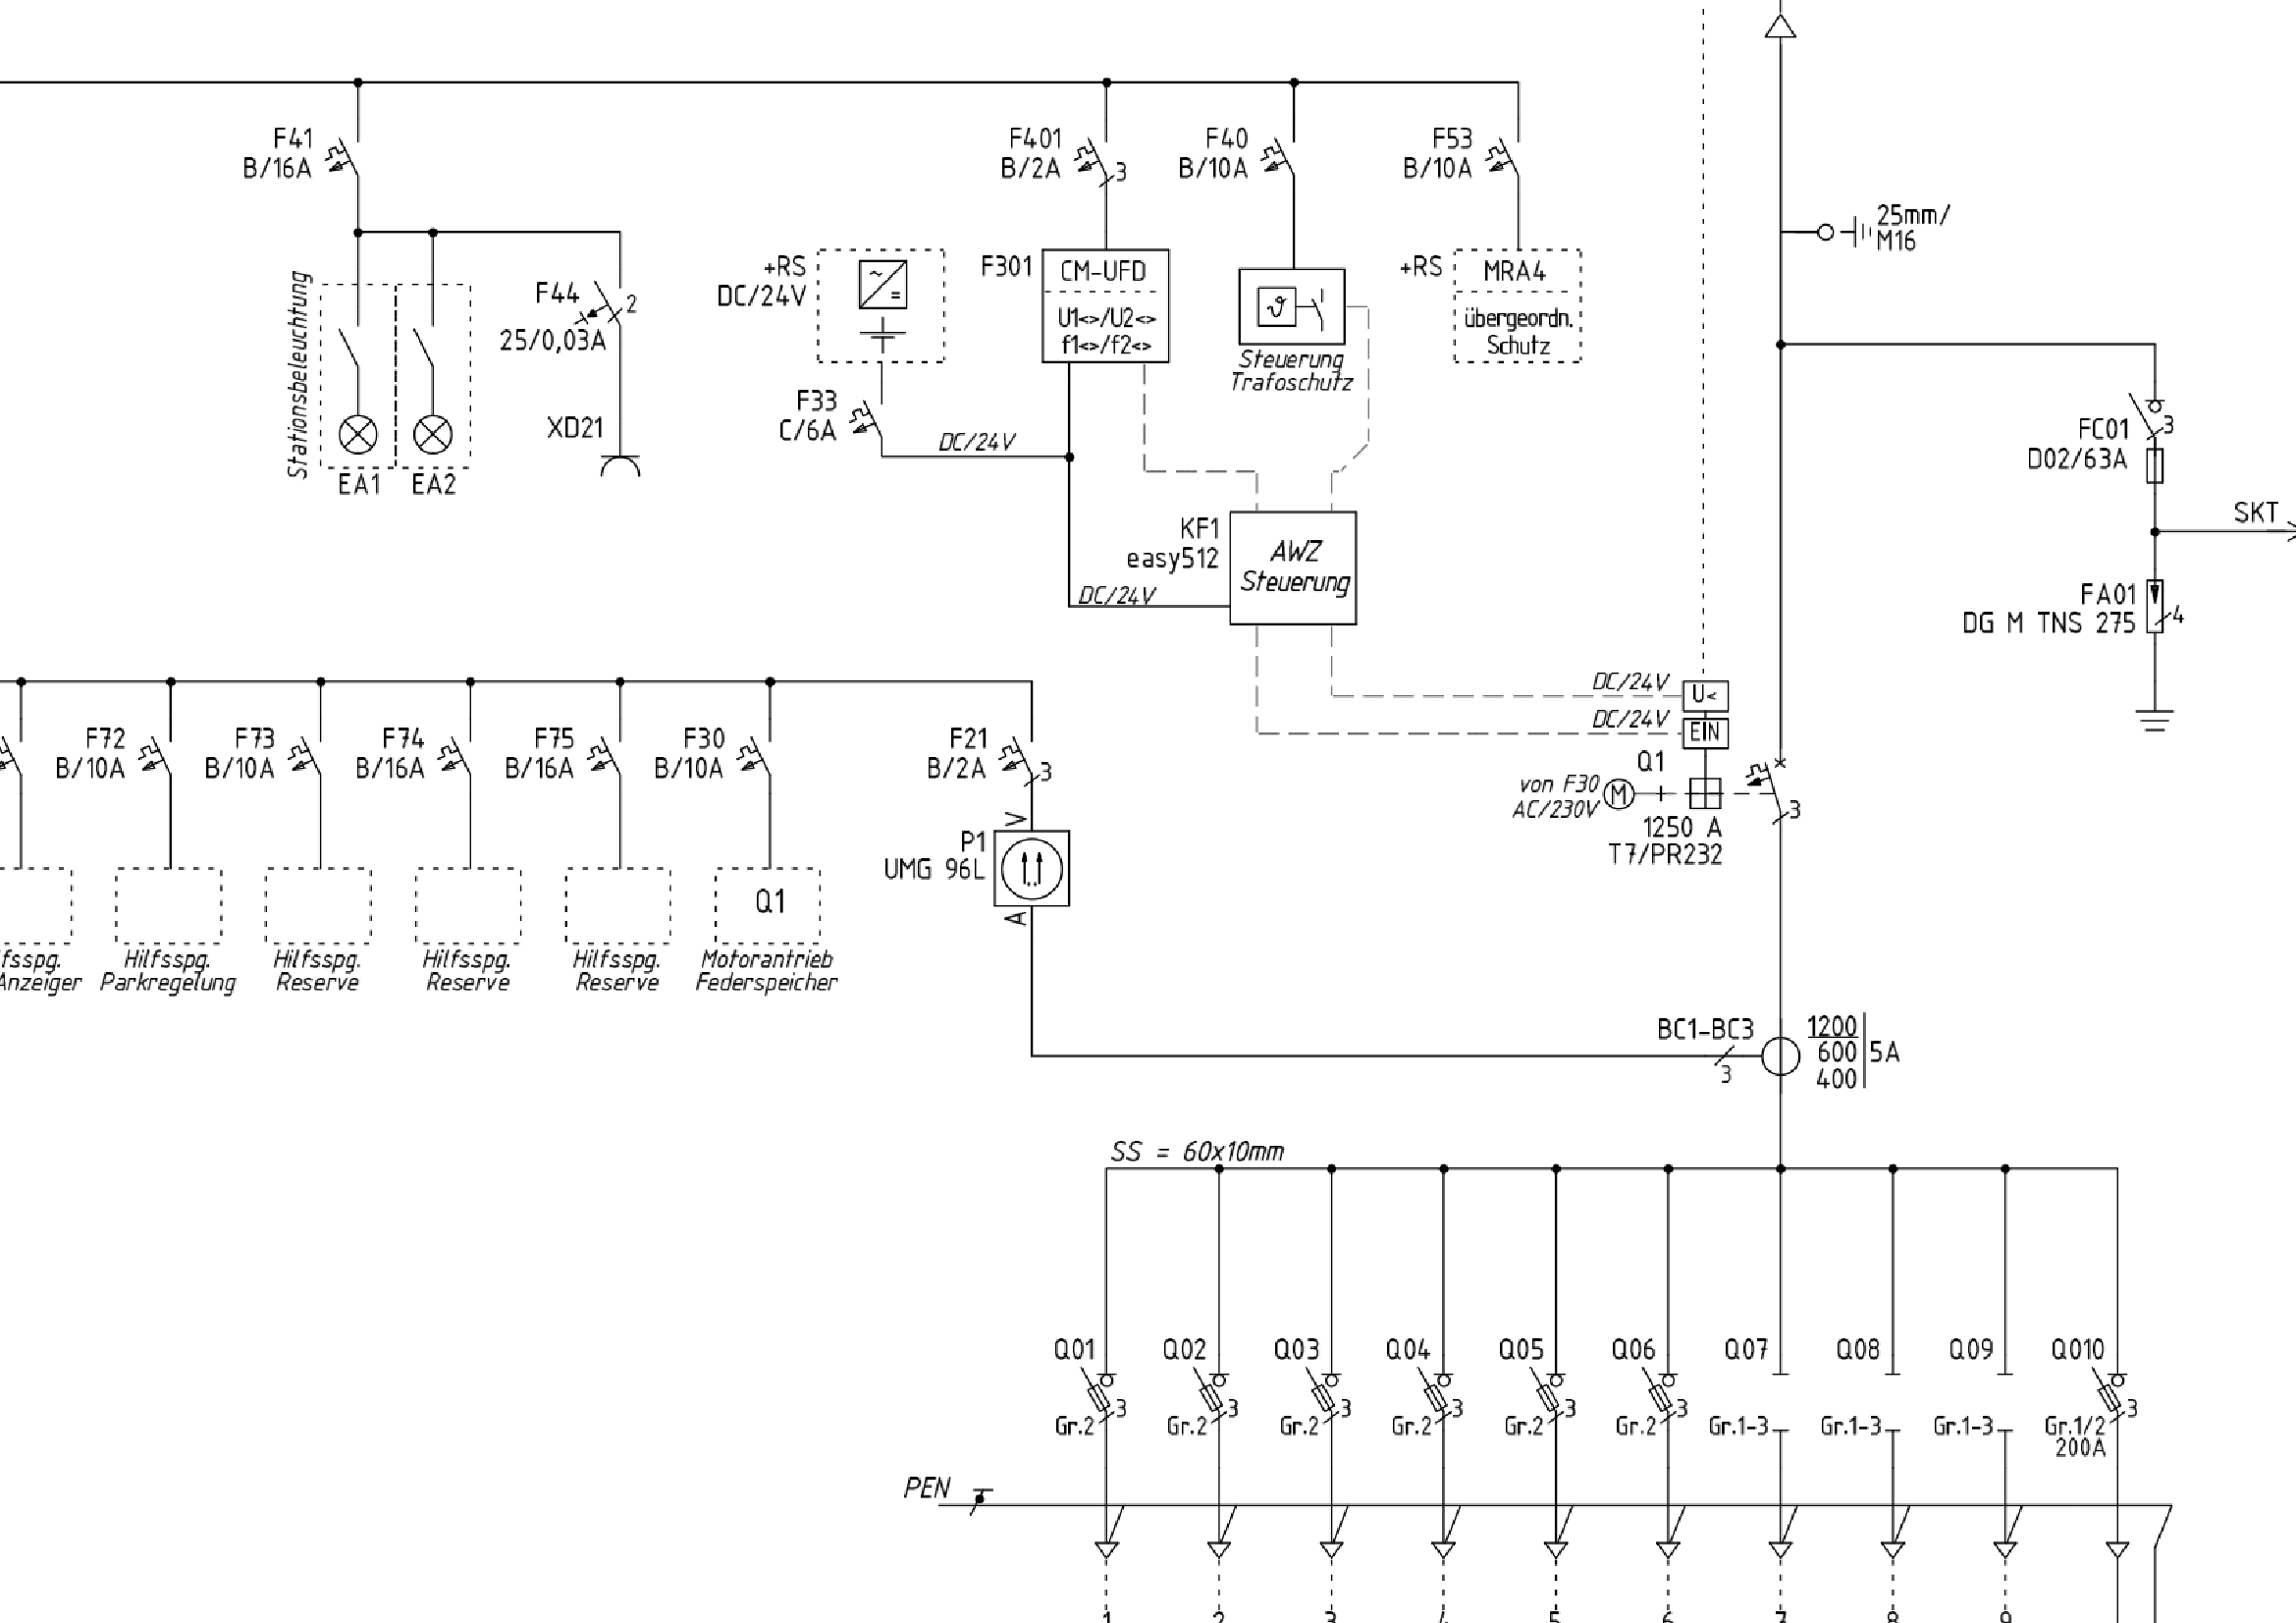 F41
B/16A
F401
B/2A
3
F40
B/10A
F53
B/10A
25mm/
M16
Stationsbeleuchtung
EA1
EA2
F44
25/0,03A
2
XD21
+RS
DC/24V
~
=
F33
C/6A
DC/24V
F301
CM-UFD
U1<>/U2<>
f1<>/f2<>
ϑ
Steuerung
Trafoschutz
+RS
MRA4
übergeordn.
Schutz
FC01
D02/63A
3
SKT
FA01
DG M TNS 275
4
KF1
easy512
AWZ
Steuerung
DC/24V
DC/24V
U<
DC/24V
EIN
Q1
von F30
AC/230V
M
3
1250 A
T7/PR232
F72
B/10A
F73
B/10A
F74
B/16A
F75
B/16A
F30
B/10A
F21
B/2A
3
V
P1
UMG 96L
A
Q1
fsspg.
Anzeiger
Hilfsspg.
Parkregelung
Hilfsspg.
Reserve
Hilfsspg.
Reserve
Hilfsspg.
Reserve
Motorantrieb
Federspeicher
BC1-BC3
3
1200
600
400
5A
SS = 60x10mm
Q01
3
Gr.2
Q02
3
Gr.2
Q03
3
Gr.2
Q04
3
Gr.2
Q05
3
Gr.2
Q06
3
Gr.2
Q07
Gr.1-3
Q08
Gr.1-3
Q09
Gr.1-3
Q010
3
Gr.1/2
200A
PEN
1
2
3
4
5
6
7
8
9